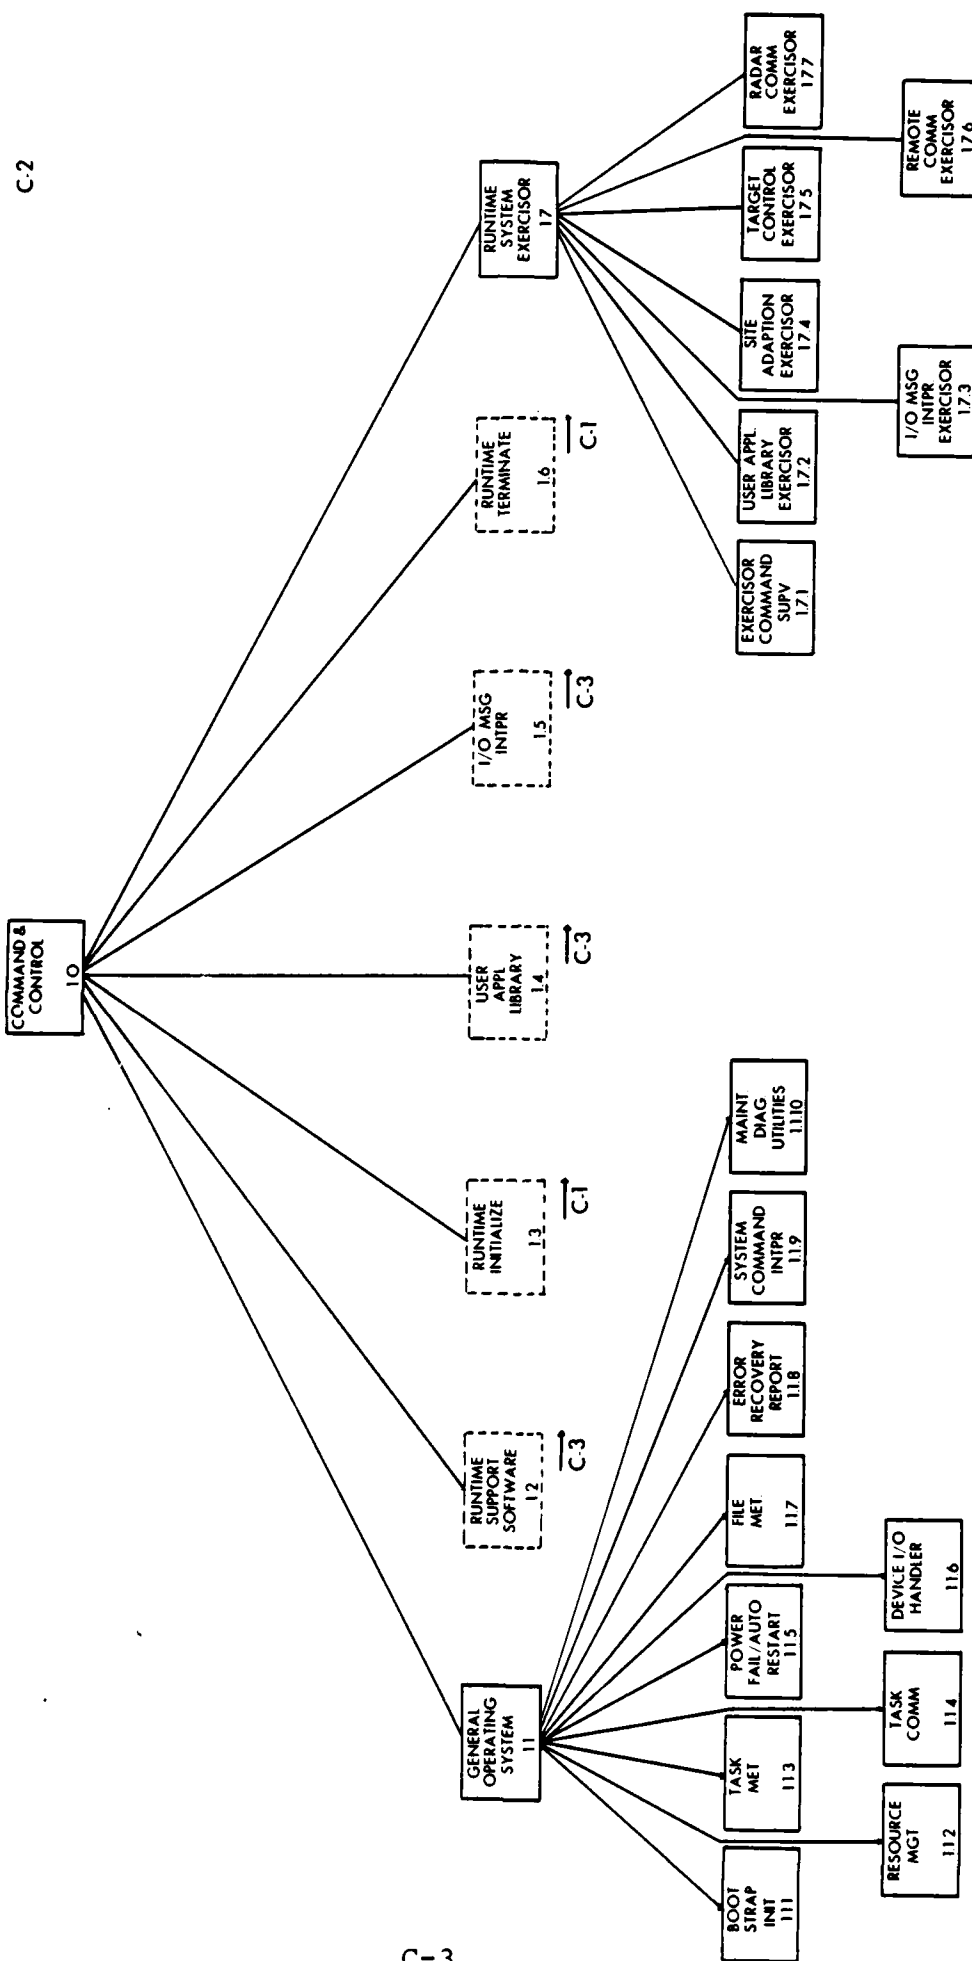 C-2
COMMAND &
CONTROL
1.0
GENERAL
OPERATING
SYSTEM
1.1
RUNTIME
SUPPORT
SOFTWARE
1.2
C-3
RUNTIME
INITIALIZE
1.3
C-1
USER
APPL
LIBRARY
1.4
C-3
I/O MSG
INTPR
1.5
C-3
RUNTIME
TERMINATE
1.6
C-1
RUNTIME
SYSTEM
EXERCISOR
1.7
BOOT
STRAP
INIT
1.1.1
RESOURCE
MGT
1.1.2
TASK
MET
1.1.3
TASK
COMM
1.1.4
POWER
FAIL/AUTO
RESTART
1.1.5
DEVICE I/O
HANDLER
1.1.6
FILE
MET.
1.1.7
ERROR
RECOVERY
REPORT
1.1.8
SYSTEM
COMMAND
INTPR
1.1.9
MAINT.
DIAG
UTILITIES
1.1.10
EXERCISOR
COMMAND
SUPV
1.7.1
USER APPL.
LIBRARY
EXERCISOR
1.7.2
I/O MSG
INTPR
EXERCISOR
1.7.3
SITE
ADAPTION
EXERCISOR
1.7.4
TARGET
CONTROL
EXERCISOR
1.7.5
REMOTE
COMM
EXERCISOR
1.7.6
RADAR
COMM
EXERCISOR
1.7.7
C-3